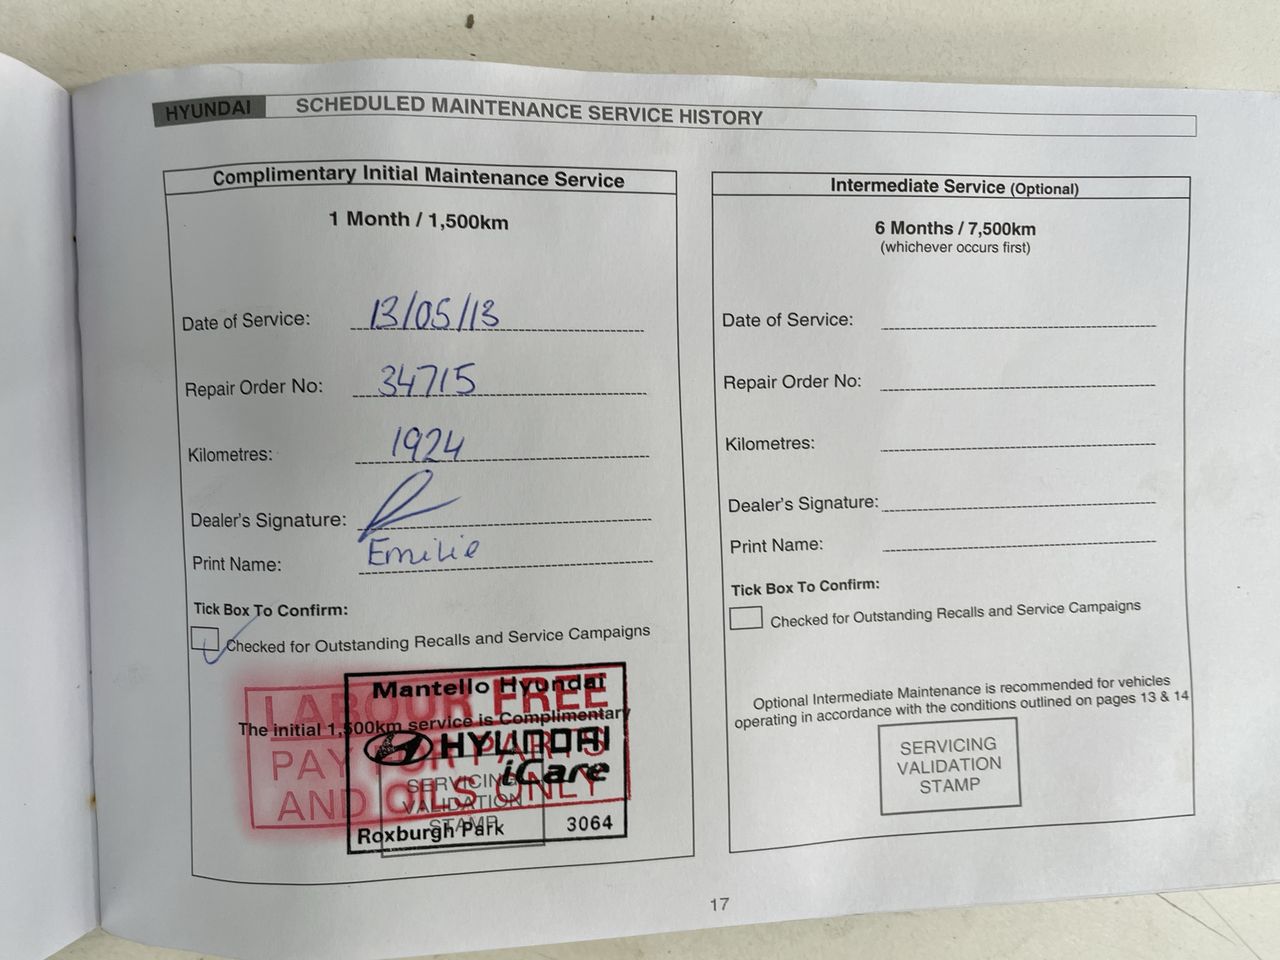 HYUNDAI SCHEDULED MAINTENANCE SERVICE HISTORY
Complimentary Initial Maintenance Service
1 Month / 1,500km
Date of Service: 13/05/13
Repair Order No: 34715
Kilometres: 1924
Dealer's Signature:
Print Name: Emilie
Tick Box To Confirm:
Checked for Outstanding Recalls and Service Campaigns
LABOUR FREE
PAY FOR PARTS
AND OILS ONLY
The initial 1,500km service is Complimentary
Mantello Hyundai
HYUNDAI
iCare
Roxburgh Park 3064
SERVICING
VALIDATION
STAMP
Intermediate Service (Optional)
6 Months / 7,500km
(whichever occurs first)
Date of Service:
Repair Order No:
Kilometres:
Dealer's Signature:
Print Name:
Tick Box To Confirm:
Checked for Outstanding Recalls and Service Campaigns
Optional Intermediate Maintenance is recommended for vehicles
operating in accordance with the conditions outlined on pages 13 & 14
SERVICING
VALIDATION
STAMP
17